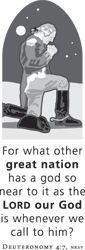 For what other
great nation
has a god so
near to it as the
LORD our God
is whenever we
call to him?
DEUTERONOMY 4:7, NRSV